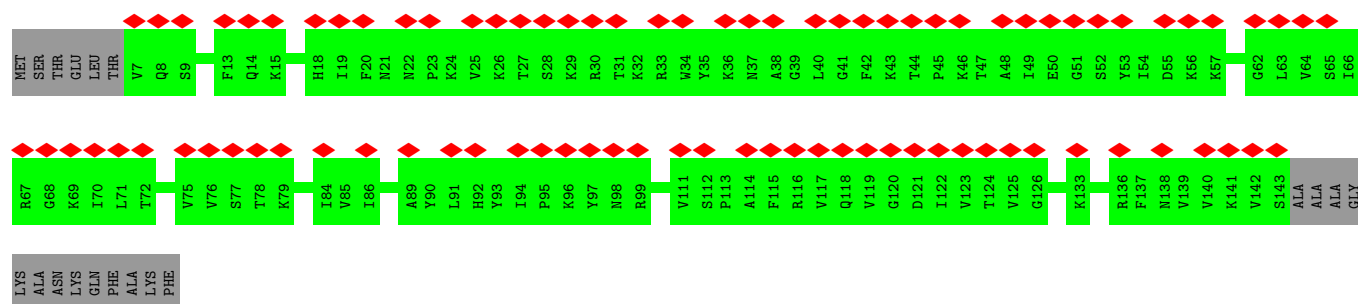 MET SER THR GLU LEU THR V7 Q8 S9 F13 Q14 K15 H18 I19 F20 N21 N22 P23 K24 V25 K26 T27 S28 K29 R30 T31 K32 R33 W34 Y35 K36 N37 A38 G39 L40 G41 F42 K43 T44 P45 K46 T47 A48 I49 E50 G51 S52 Y53 I54 D55 K56 K57 G62 L63 V64 S65 I66
R67 G68 K69 I70 L71 T72 V75 V76 S77 T78 K79 I84 V85 I86 A89 Y90 L91 H92 Y93 I94 P95 K96 Y97 N98 R99 V111 S112 P113 A114 F115 R116 V117 Q118 V119 G120 D121 I122 V123 T124 V125 G126 K133 R136 F137 N138 V139 V140 K141 V142 S143 ALA ALA ALA GLY
LYS ALA ASN LYS GLN PHE ALA LYS PHE